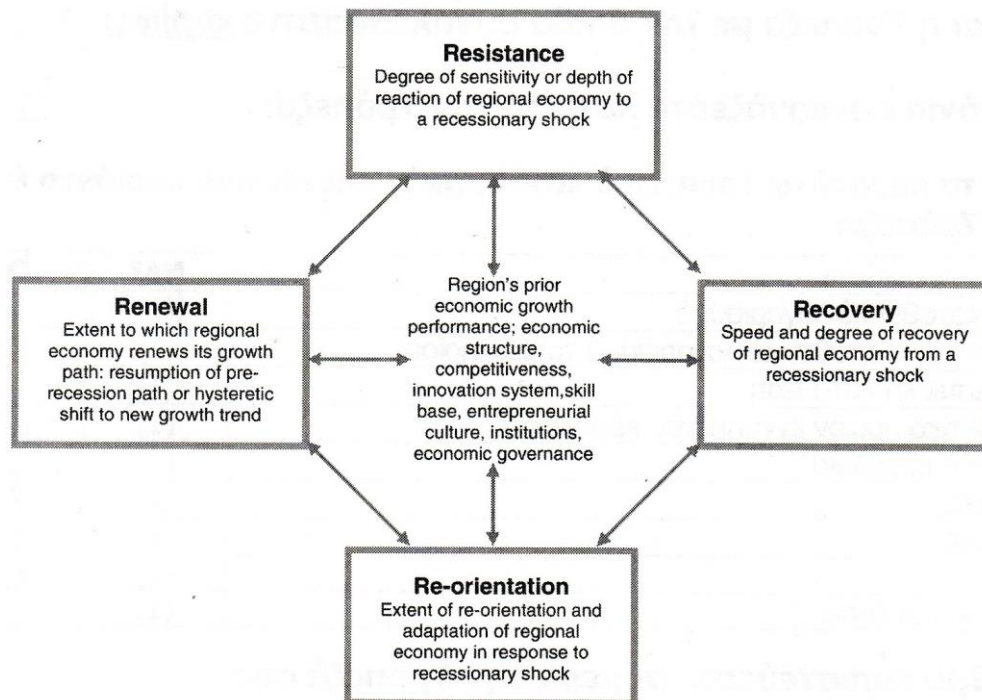 Resistance
Degree of sensitivity or depth of
reaction of regional economy to
a recessionary shock
Renewal
Extent to which regional
economy renews its growth
path: resumption of pre-
recession path or hysteretic
shift to new growth trend
Region's prior
economic growth
performance; economic
structure,
competitiveness,
innovation system,skill
base, entrepreneurial
culture, institutions,
economic governance
Recovery
Speed and degree of recovery
of regional economy from a
recessionary shock
Re-orientation
Extent of re-orientation and
adaptation of regional
economy in response to
recessionary shock